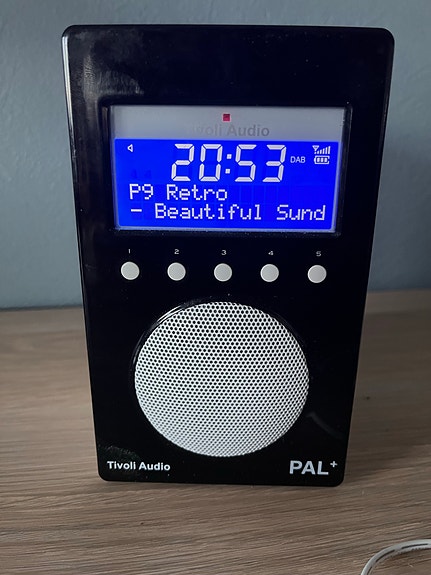 Tivoli Audio
20:53 DAB
P9 Retro
- Beautiful Sund
1 2 3 4 5
Tivoli Audio PAL+